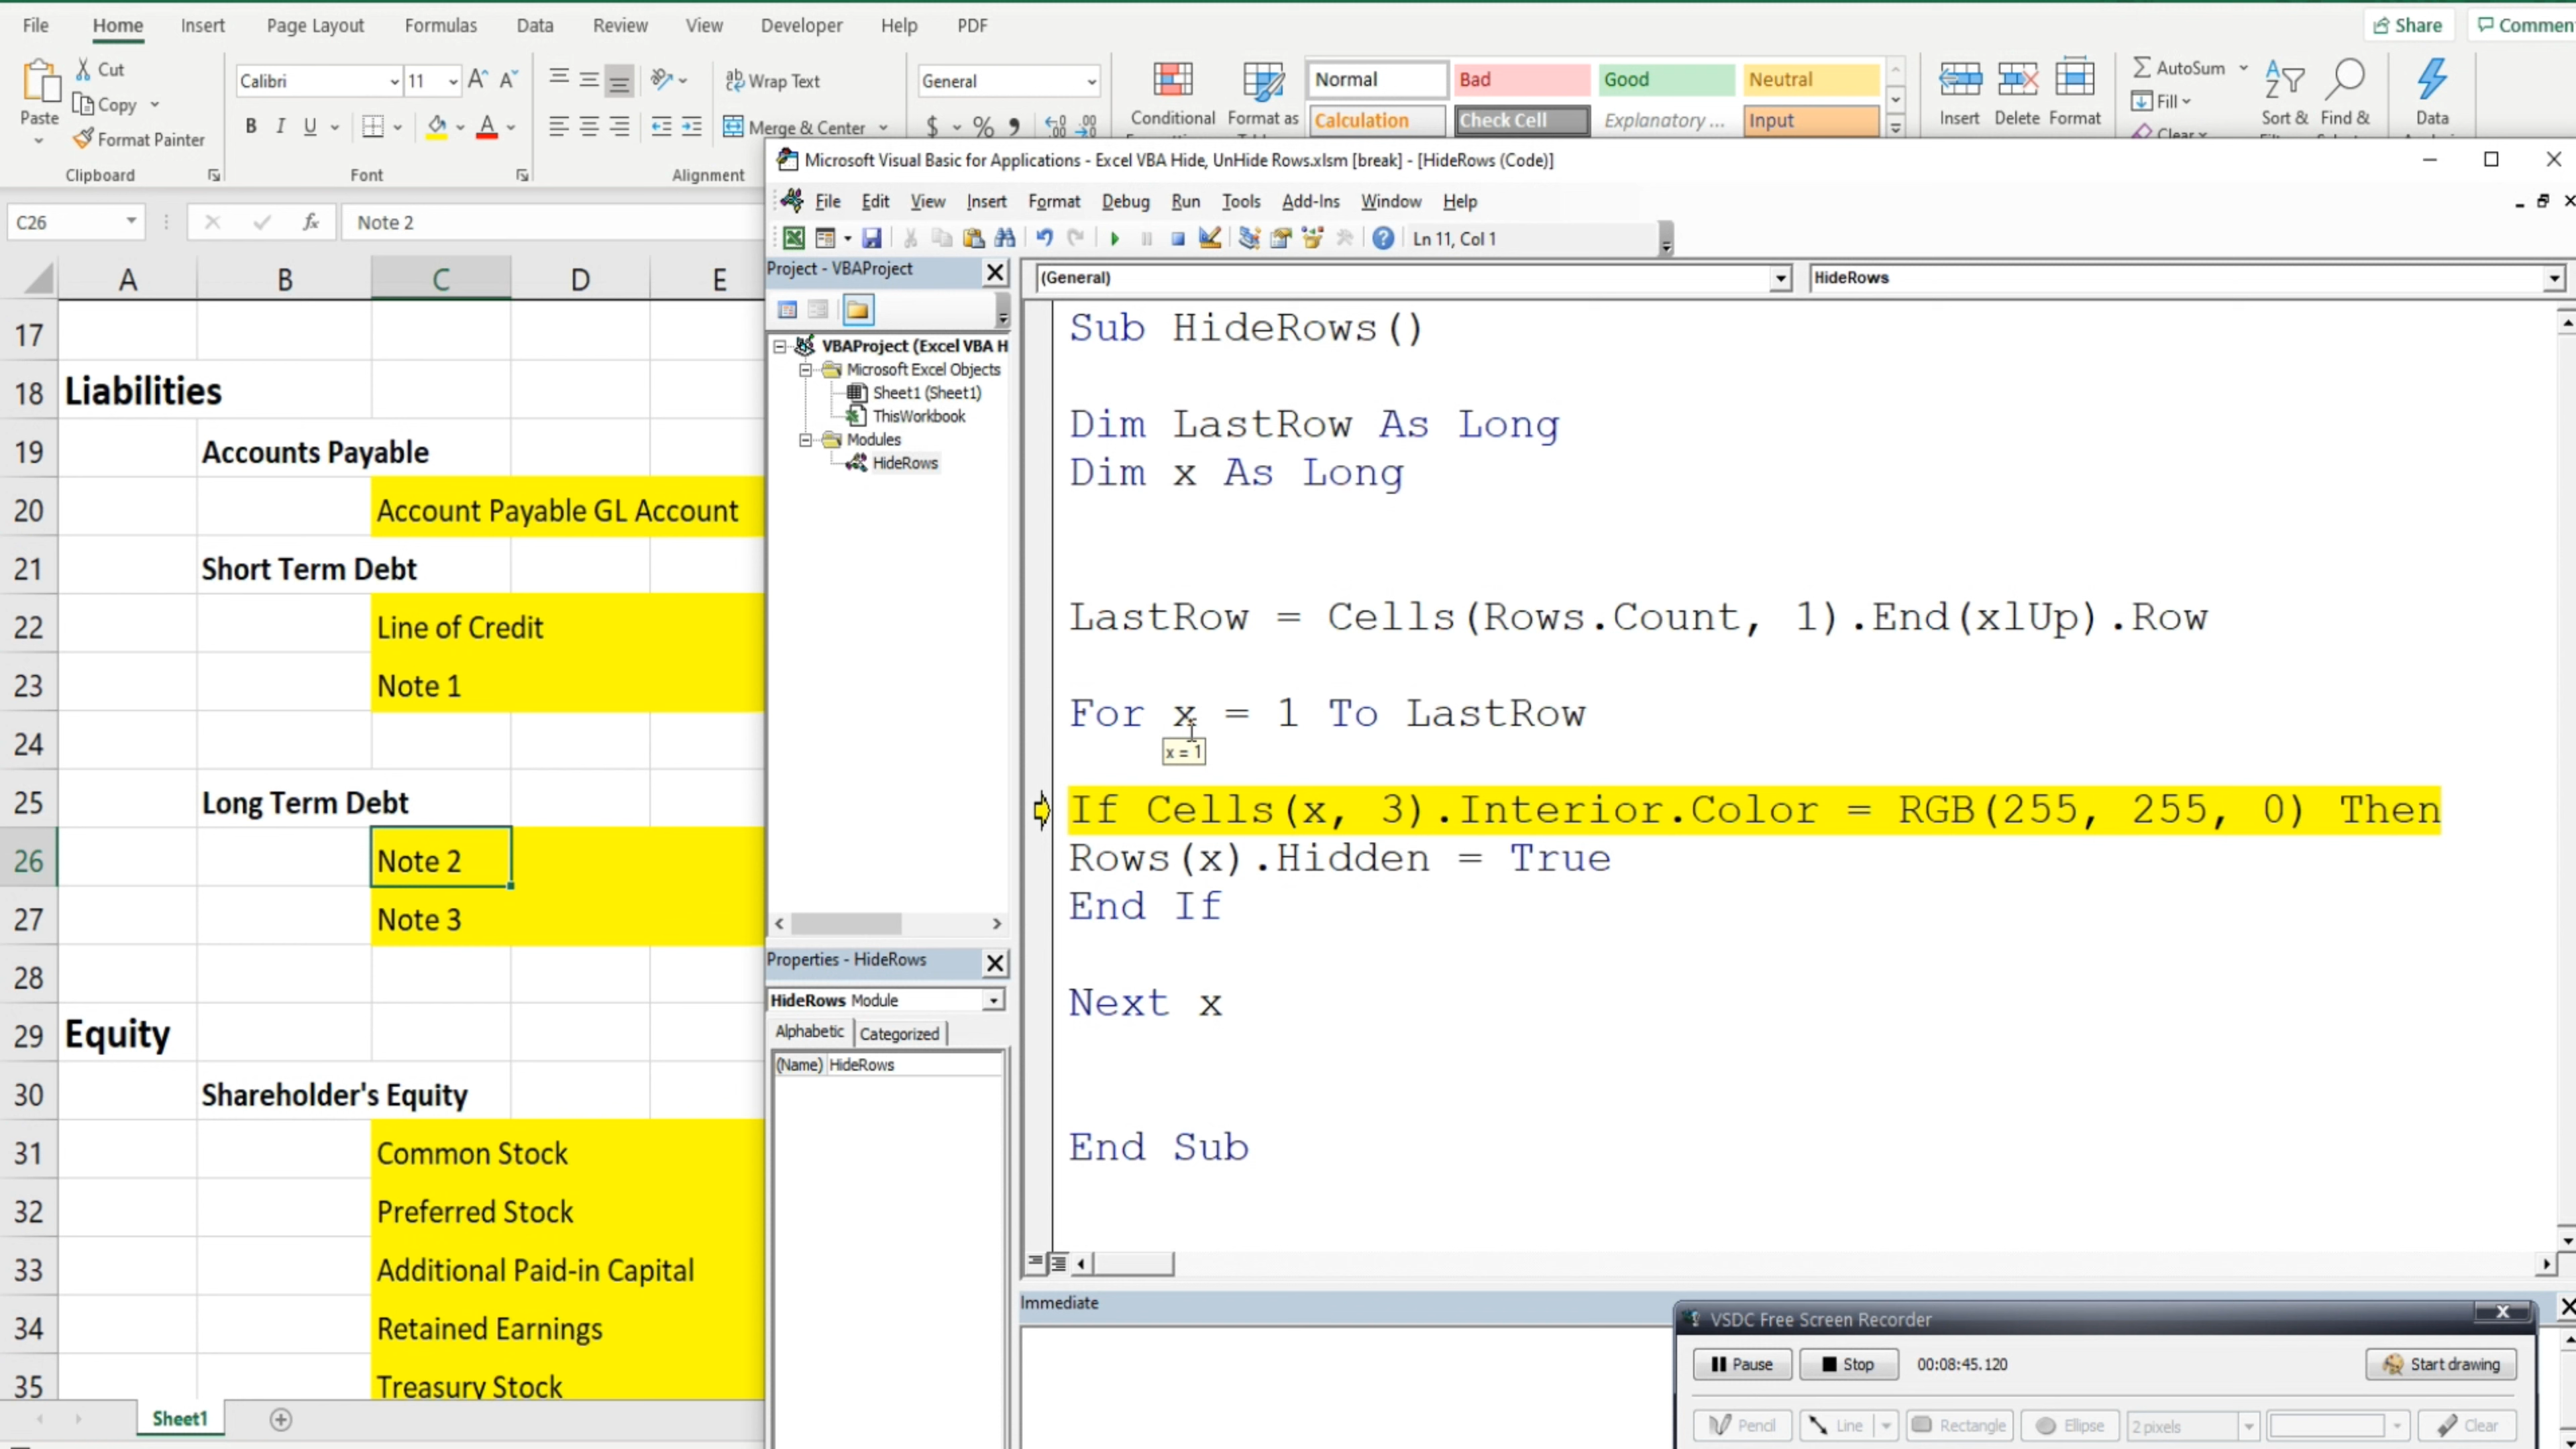 File Home Insert Page Layout Formulas Data Review View Developer Help PDF Share
Cut
Copy
Paste
Format Painter
Clipboard
Calibri 11
B I U
Font
Wrap Text
Merge & Center
Alignment
General
$ % 9
Conditional
Format as
Normal Bad Good Neutral
Calculation Check Cell Explanatory ... Input
Insert Delete Format
AutoSum
Fill
Clear
Sort &
Find &
Data
C26 fx Note 2
A B C D E
17
18 Liabilities
19 Accounts Payable
20 Account Payable GL Account
21 Short Term Debt
22 Line of Credit
23 Note 1
24
25 Long Term Debt
26 Note 2
27 Note 3
28
29 Equity
30 Shareholder's Equity
31 Common Stock
32 Preferred Stock
33 Additional Paid-in Capital
34 Retained Earnings
35 Treasury Stock
Sheet1
Microsoft Visual Basic for Applications - Excel VBA Hide, UnHide Rows.xlsm [break] - [HideRows (Code)]
File Edit View Insert Format Debug Run Tools Add-Ins Window Help
Ln 11, Col 1
Project - VBAProject
VBAProject (Excel VBA H
Microsoft Excel Objects
Sheet1 (Sheet1)
ThisWorkbook
Modules
HideRows
Properties - HideRows
HideRows Module
Alphabetic Categorized
(Name) HideRows
(General) HideRows
Sub HideRows()
Dim LastRow As Long
Dim x As Long
LastRow = Cells(Rows.Count, 1).End(xlUp).Row
For x = 1 To LastRow
x = 1
If Cells(x, 3).Interior.Color = RGB(255, 255, 0) Then
Rows(x).Hidden = True
End If
Next x
End Sub
Immediate
VSDC Free Screen Recorder
Pause Stop 00:08:45.120 Start drawing
Pencil Line Rectangle Ellipse 2 pixels Clear